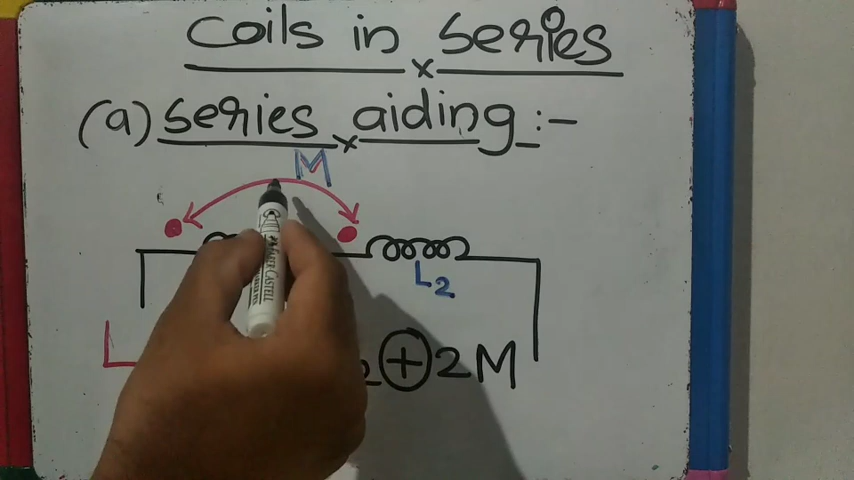 Coils in series
(a) series aiding :-
M
L2
L 2 + 2M